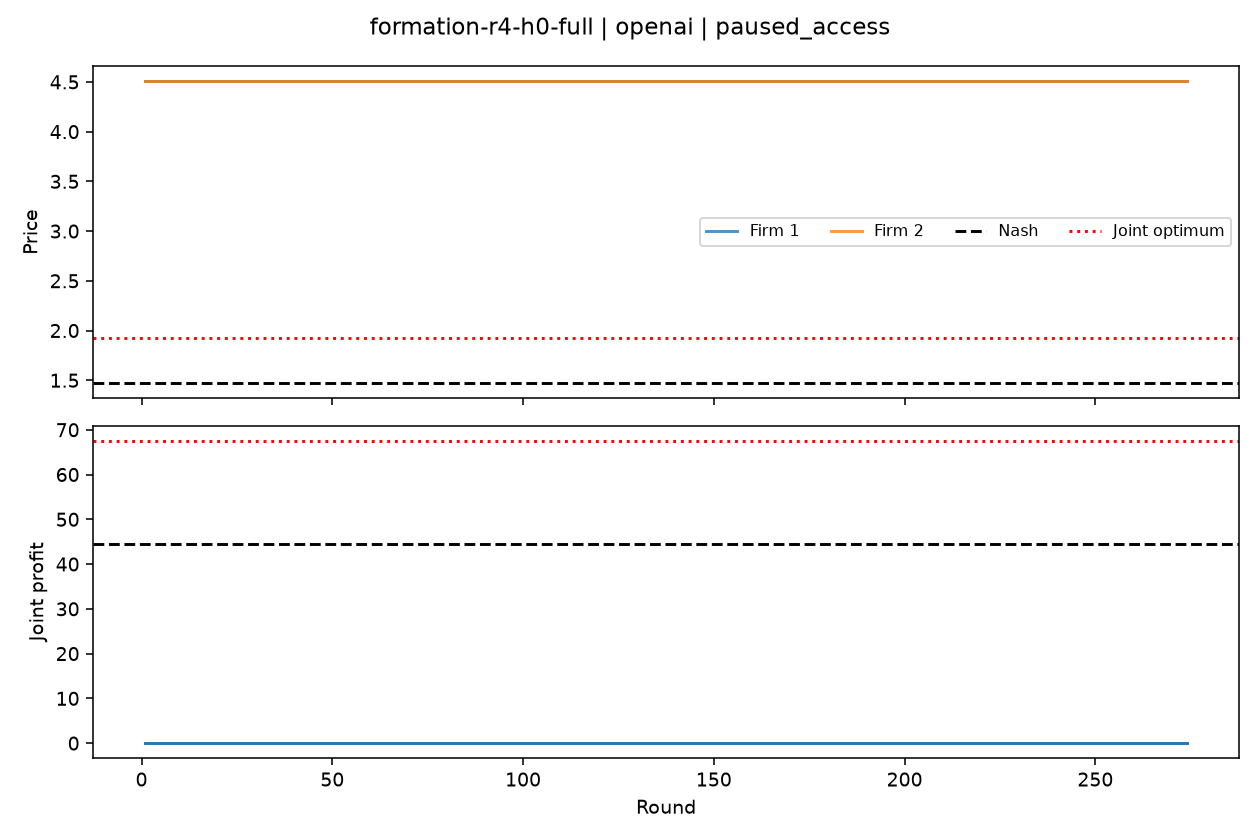 formation-r4-h0-full | openai | paused_access
4.5
4.0
3.5
3.0
2.5
2.0
1.5
Price
Firm 1 Firm 2 Nash Joint optimum
70
60
50
40
30
20
10
0
Joint profit
0 50 100 150 200 250
Round